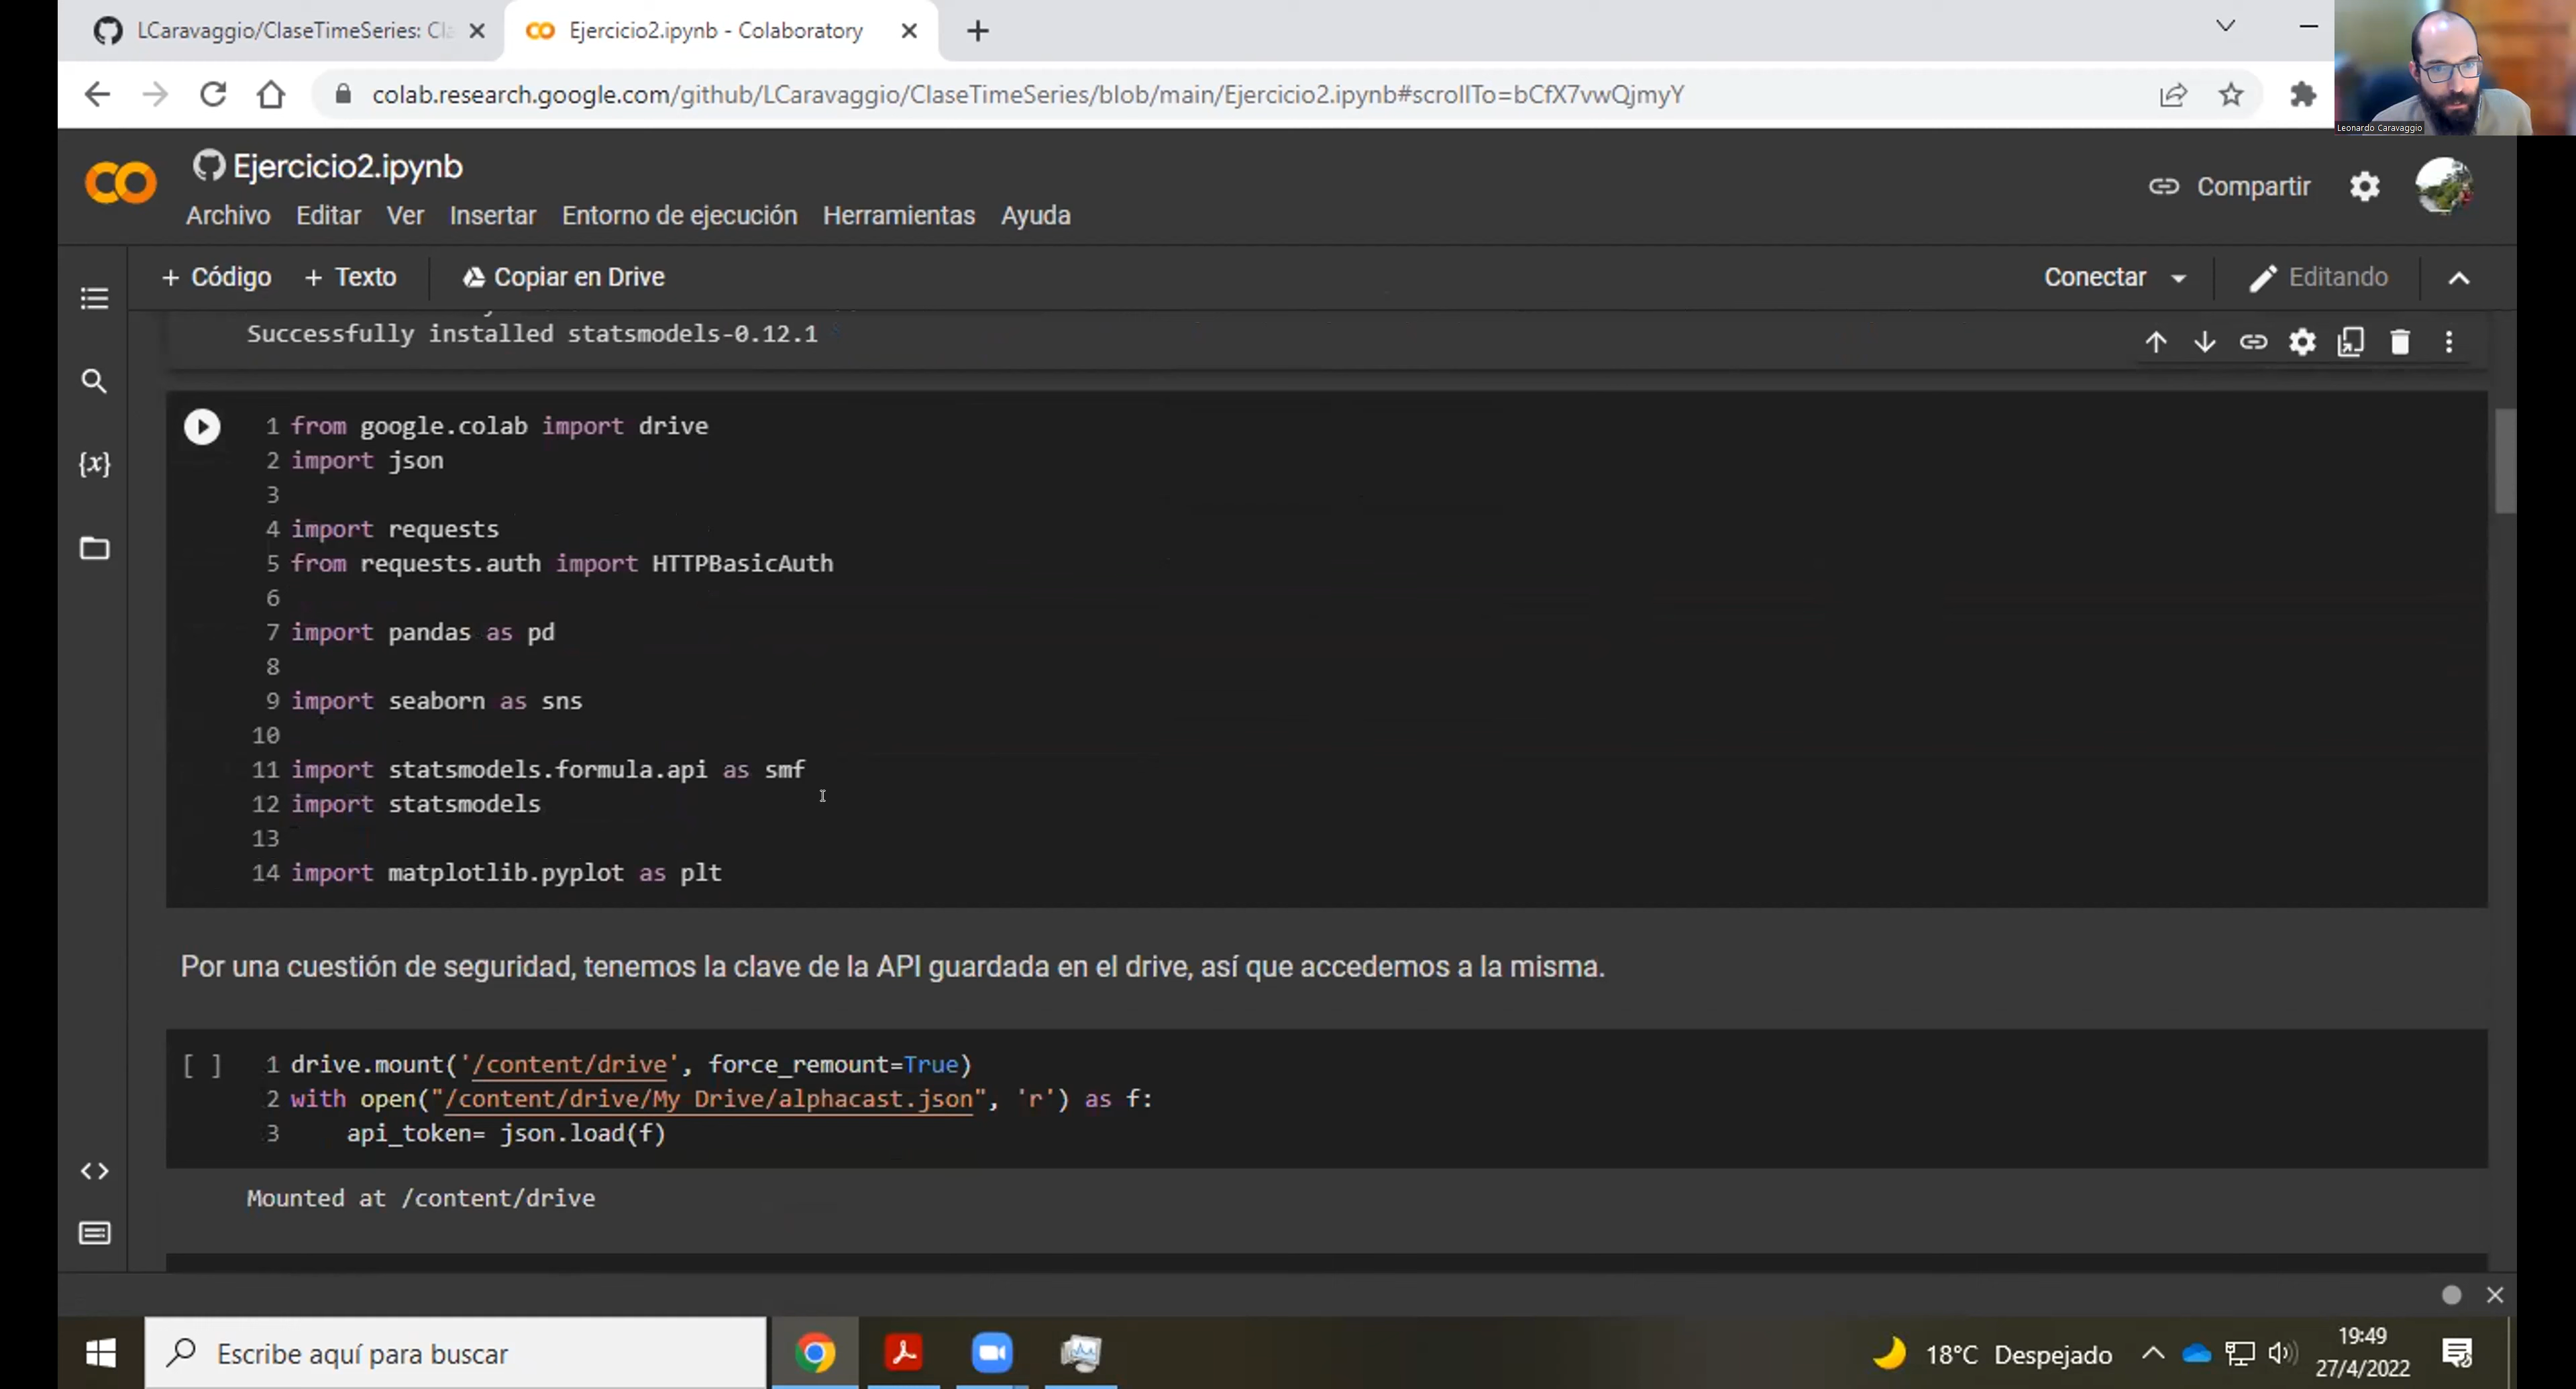 LCaravaggio/ClaseTimeSeries: Cla
Ejercicio2.ipynb - Colaboratory
colab.research.google.com/github/LCaravaggio/ClaseTimeSeries/blob/main/Ejercicio2.ipynb#scrollTo=bCfX7vwQjmyY
Leonardo Caravaggio
Ejercicio2.ipynb
Archivo Editar Ver Insertar Entorno de ejecución Herramientas Ayuda
Compartir
+ Código + Texto Copiar en Drive
Conectar Editando
Successfully installed statsmodels-0.12.1
1 from google.colab import drive
2 import json
3
4 import requests
5 from requests.auth import HTTPBasicAuth
6
7 import pandas as pd
8
9 import seaborn as sns
10
11 import statsmodels.formula.api as smf
12 import statsmodels
13
14 import matplotlib.pyplot as plt
Por una cuestión de seguridad, tenemos la clave de la API guardada en el drive, así que accedemos a la misma.
[ ] 1 drive.mount('/content/drive', force_remount=True)
2 with open("/content/drive/My Drive/alphacast.json", 'r') as f:
3 api_token= json.load(f)
Mounted at /content/drive
Escribe aquí para buscar
18°C Despejado
19:49
27/4/2022